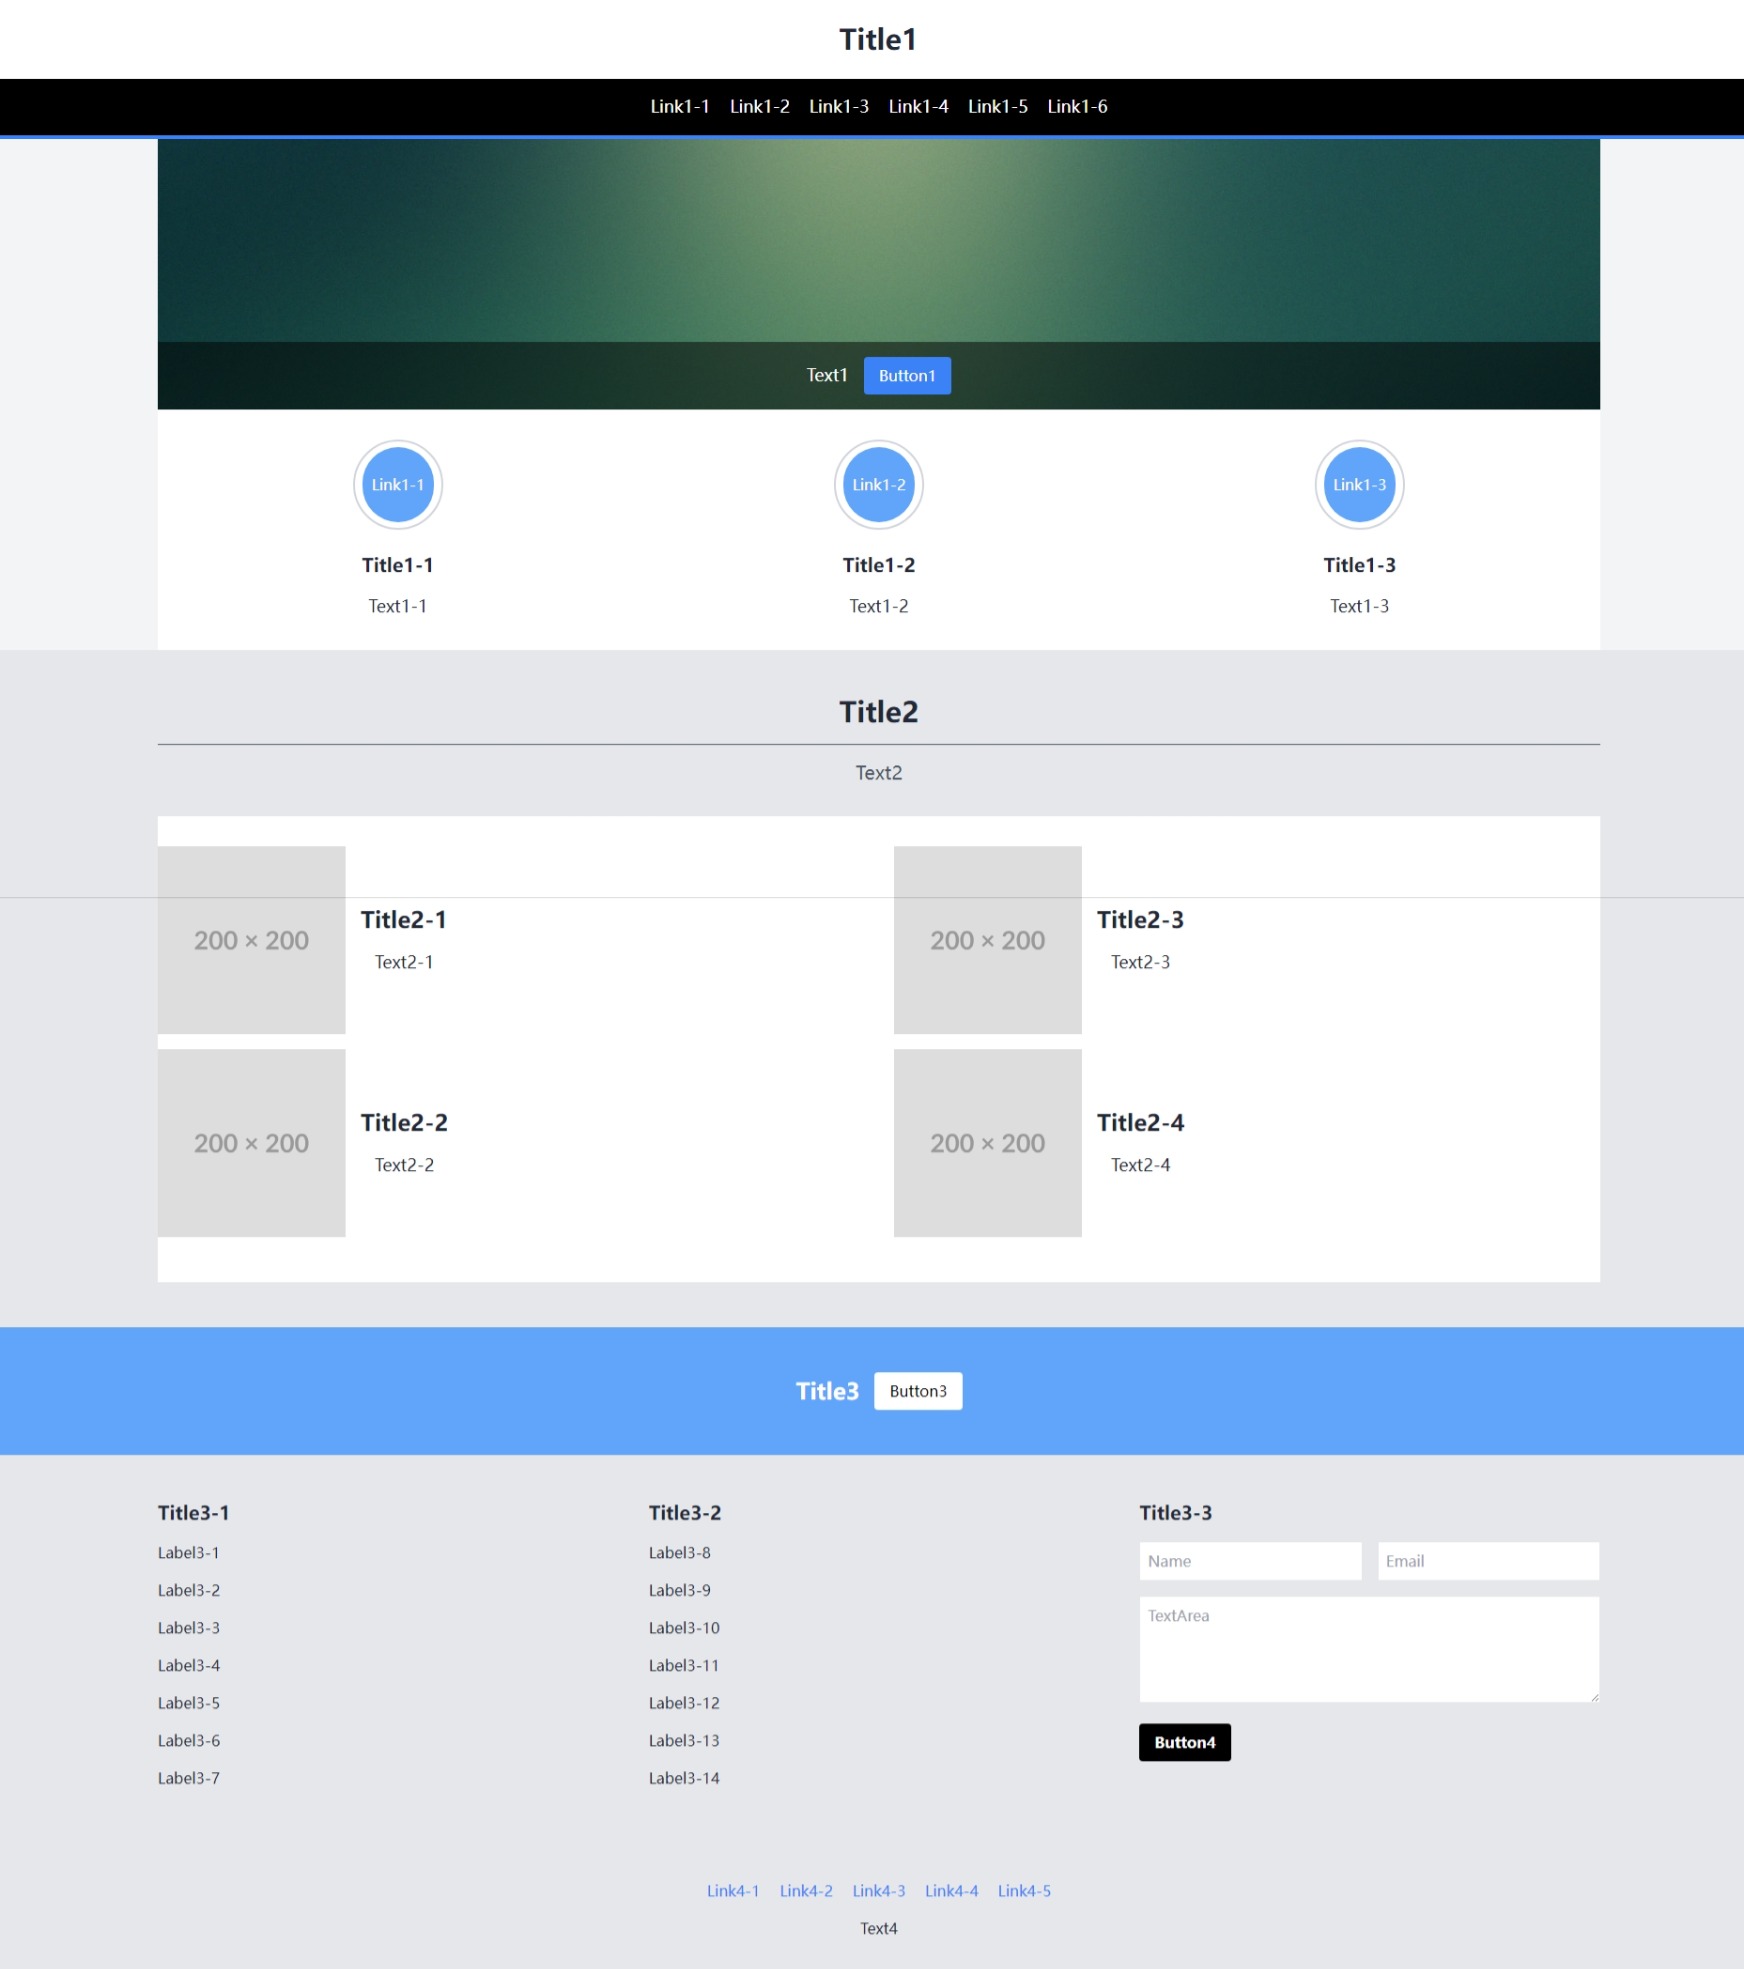 Title1
Link1-1 Link1-2 Link1-3 Link1-4 Link1-5 Link1-6
Text1 Button1
Link1-1 Link1-2 Link1-3
Title1-1 Title1-2 Title1-3
Text1-1 Text1-2 Text1-3
Title2
Text2
200 × 200
Title2-1
Text2-1
200 × 200
Title2-3
Text2-3
200 × 200
Title2-2
Text2-2
200 × 200
Title2-4
Text2-4
Title3 Button3
Title3-1
Label3-1
Label3-2
Label3-3
Label3-4
Label3-5
Label3-6
Label3-7
Title3-2
Label3-8
Label3-9
Label3-10
Label3-11
Label3-12
Label3-13
Label3-14
Title3-3
Name Email
TextArea
Button4
Link4-1 Link4-2 Link4-3 Link4-4 Link4-5
Text4